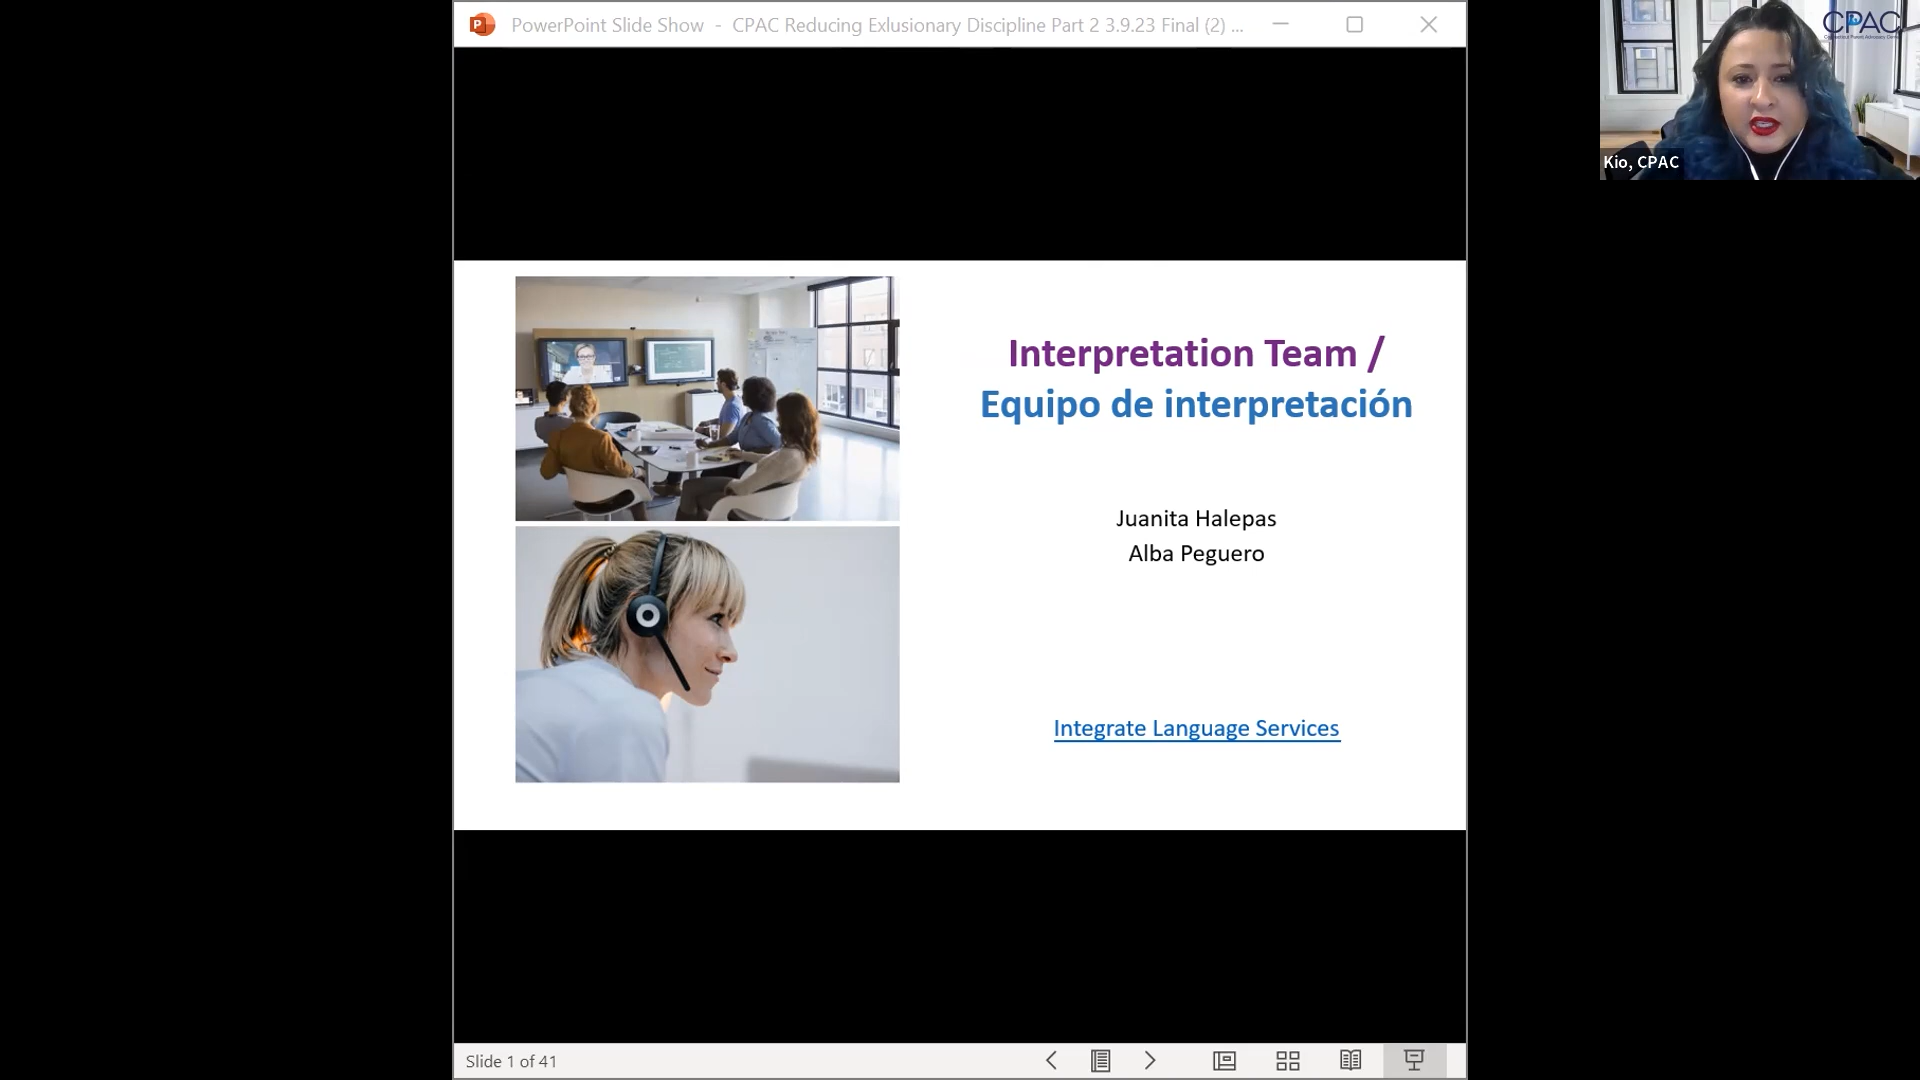 PowerPoint Slide Show - CPAC Reducing Exlusionary Discipline Part 2 3.9.23 Final (2) ...
CPAC
Kio, CPAC
Interpretation Team /
Equipo de interpretación
Juanita Halepas
Alba Peguero
Integrate Language Services
Slide 1 of 41